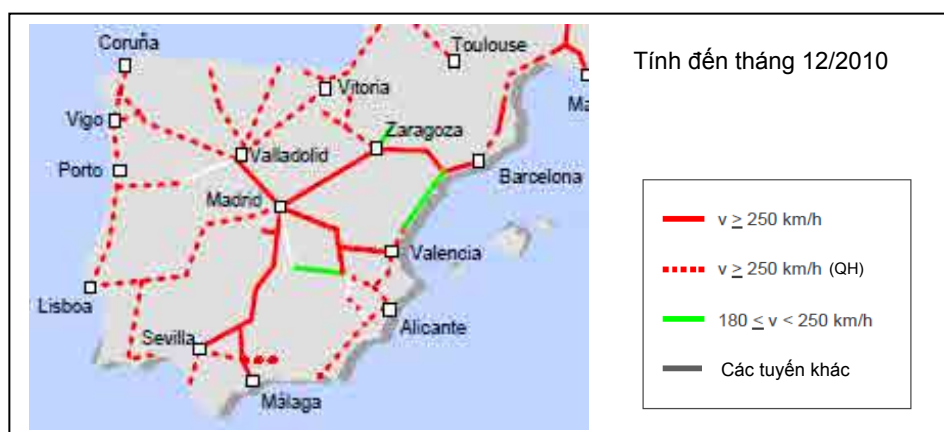 Coruña
Toulouse
Tính đến tháng 12/2010
Vitoria
Ma
Vigo
Zaragoza
Valladolid
Porto
Barcelona
Madrid
v ≥ 250 km/h
Valencia
v ≥ 250 km/h (QH)
Lisboa
Alicante
180 ≤ v < 250 km/h
Sevilla
Các tuyến khác
Málaga